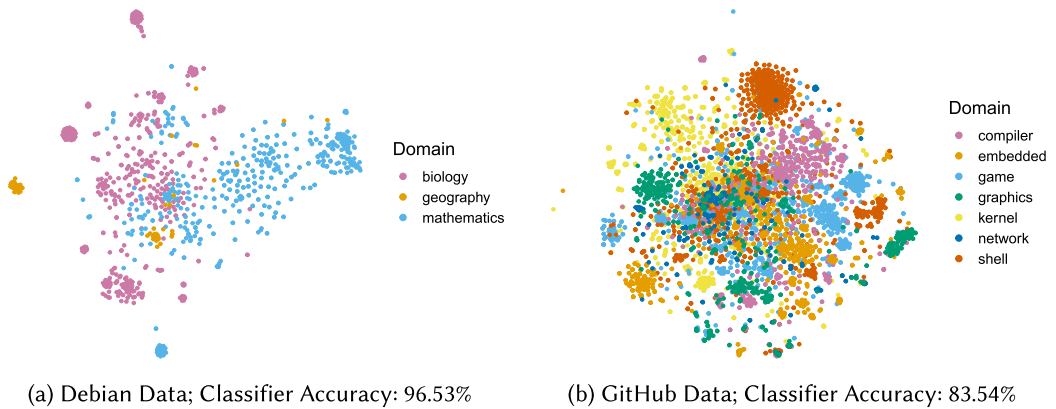 Domain
biology
geography
mathematics
(a) Debian Data; Classifier Accuracy: 96.53%
Domain
compiler
embedded
game
graphics
kernel
network
shell
(b) GitHub Data; Classifier Accuracy: 83.54%